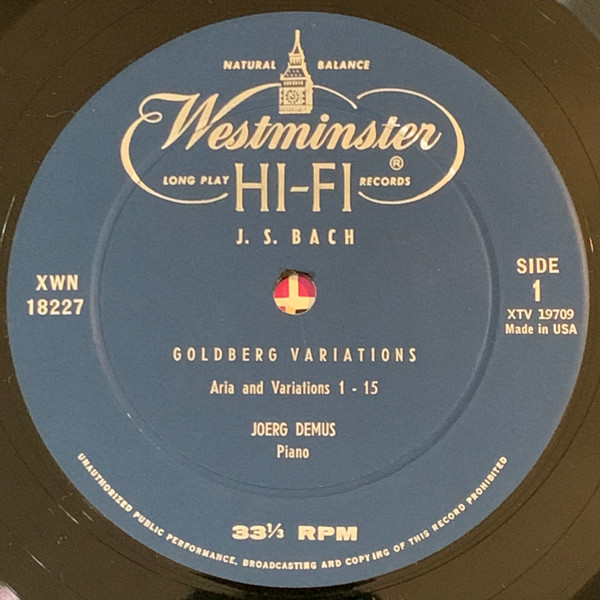 NATURAL BALANCE
Westminster
LONG PLAY HI-FI® RECORDS
J. S. BACH
XWN
18227
SIDE
1
XTV 19709
Made in USA
GOLDBERG VARIATIONS
Aria and Variations 1 - 15
JOERG DEMUS
Piano
33⅓ RPM
UNAUTHORIZED PUBLIC PERFORMANCE, BROADCASTING AND COPYING OF THIS RECORD PROHIBITED